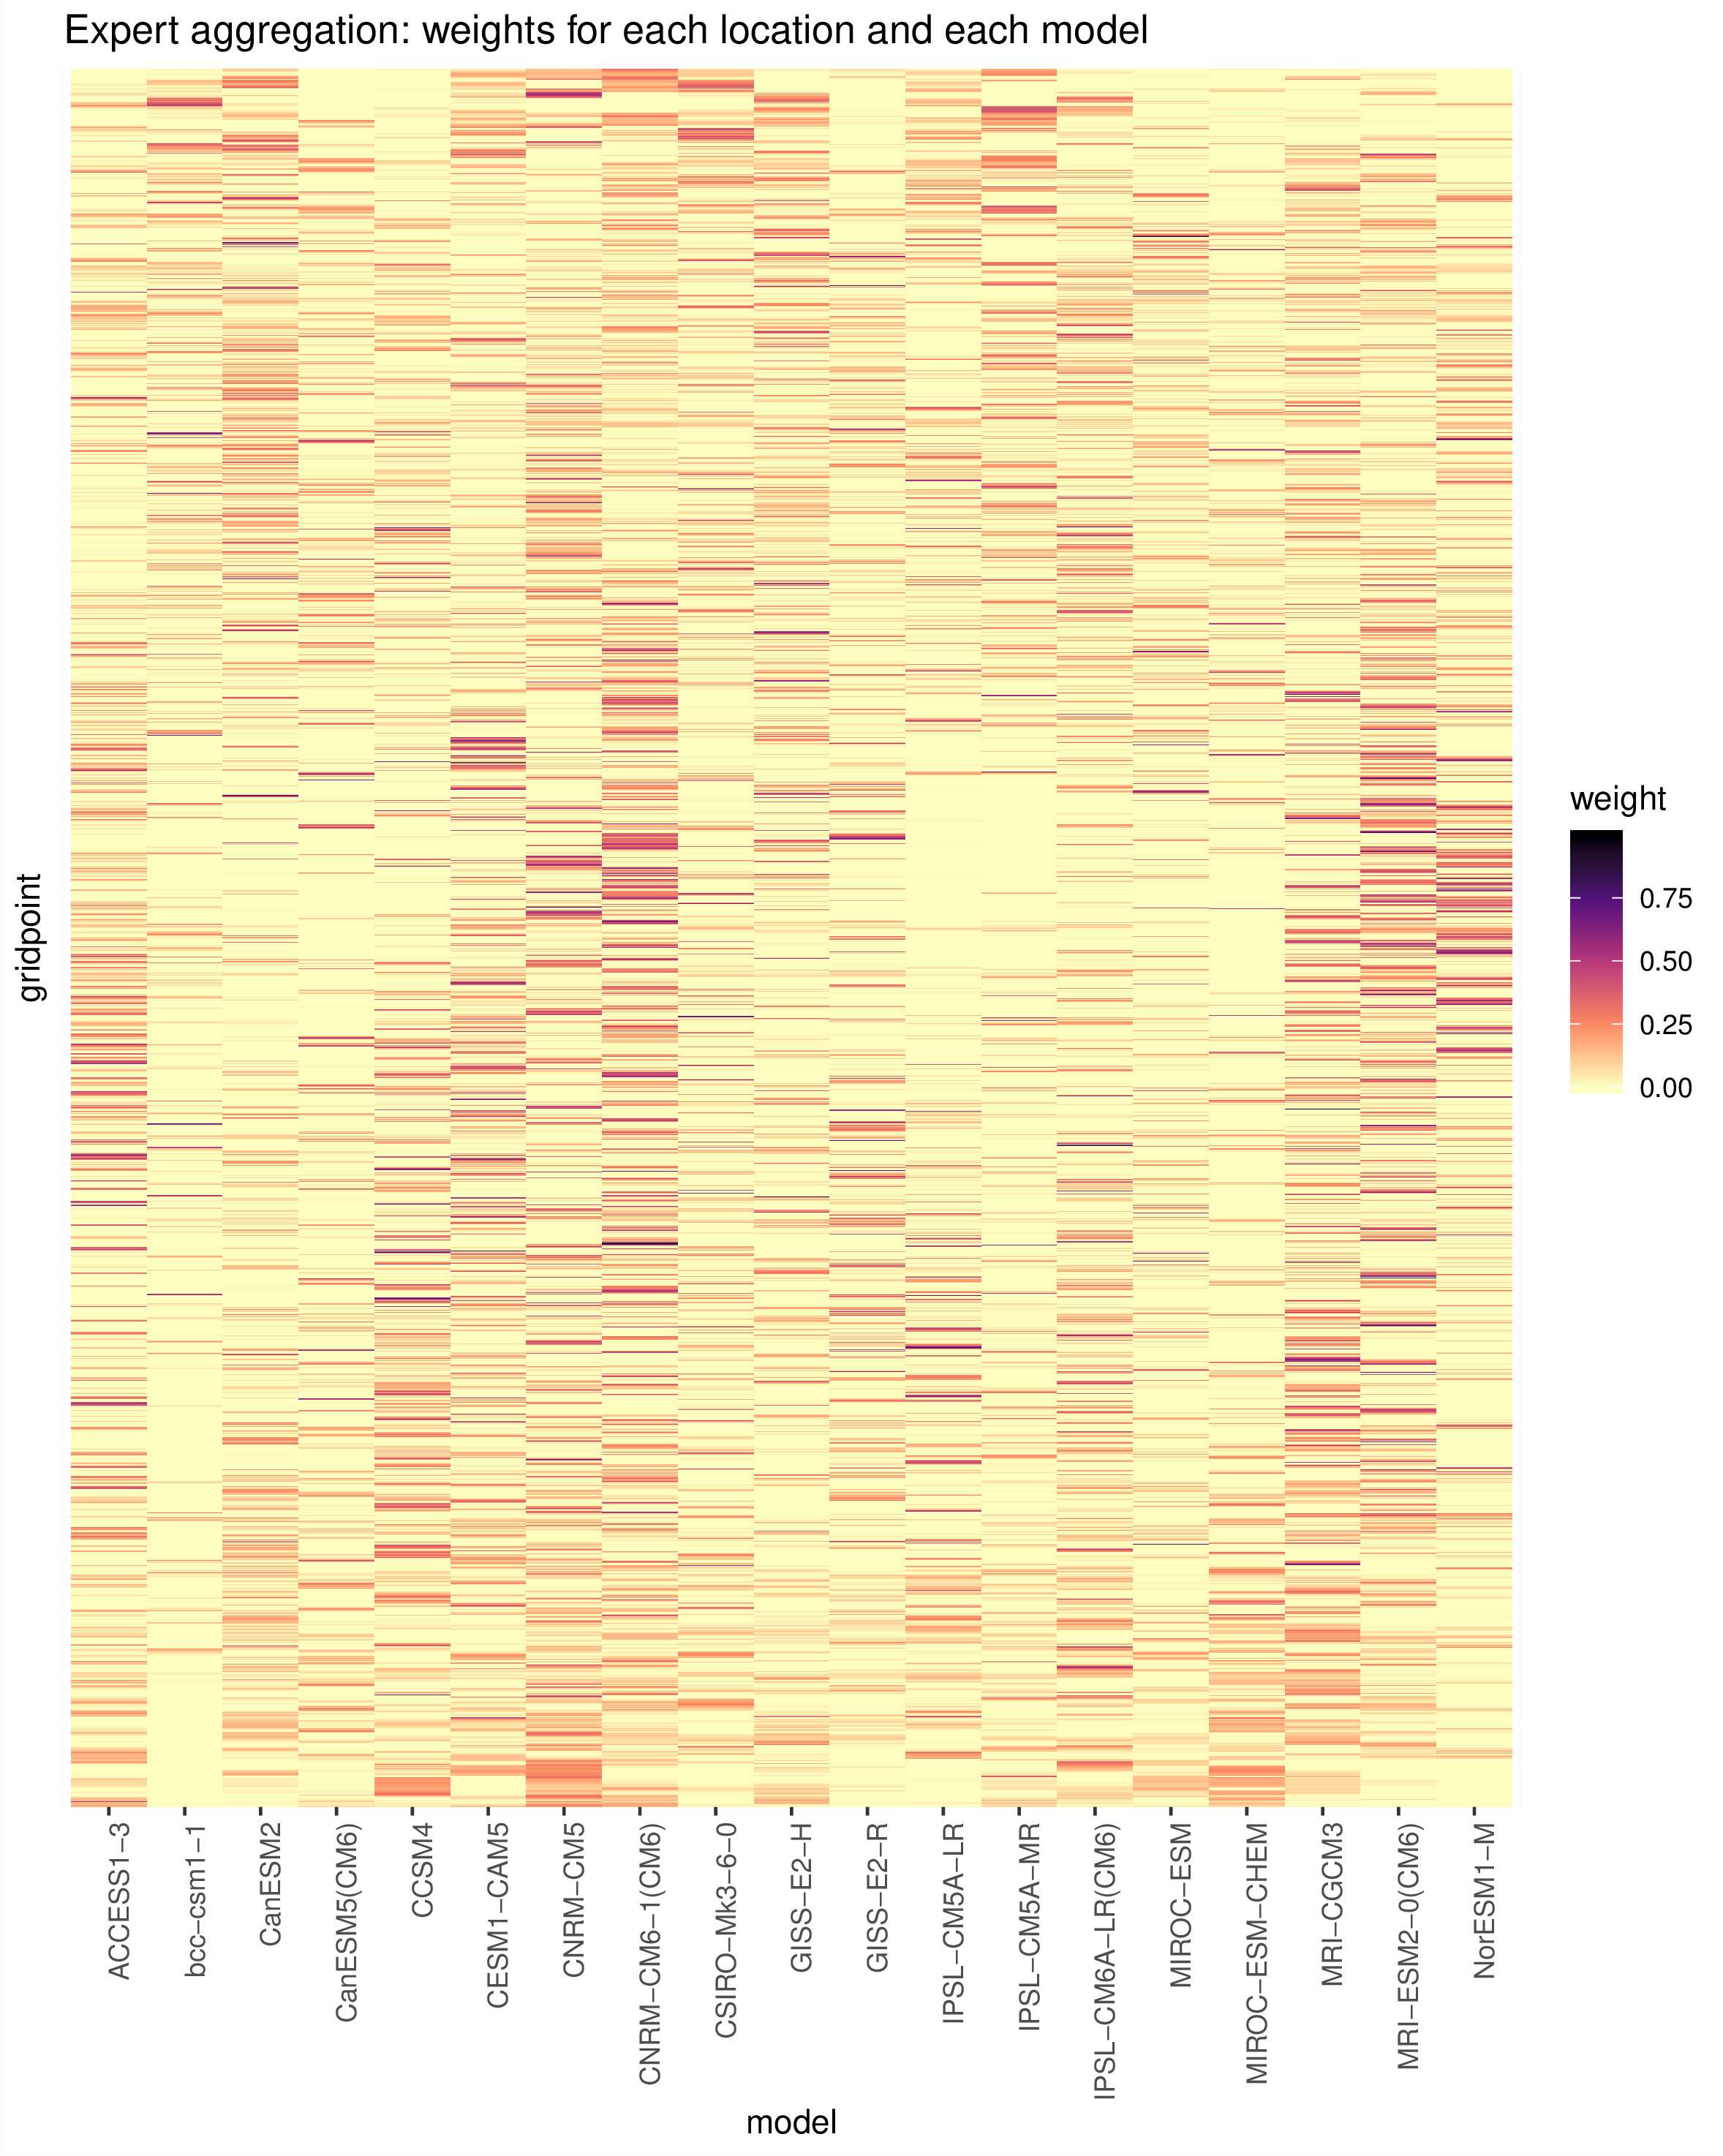 Expert aggregation: weights for each location and each model
gridpoint
weight
0.75
0.50
0.25
0.00
ACCESS1−3
bcc−csm1−1
CanESM2
CanESM5(CM6)
CCSM4
CESM1−CAM5
CNRM−CM5
CNRM−CM6−1(CM6)
CSIRO−Mk3−6−0
GISS−E2−H
GISS−E2−R
IPSL−CM5A−LR
IPSL−CM5A−MR
IPSL−CM6A−LR(CM6)
MIROC−ESM
MIROC−ESM−CHEM
MRI−CGCM3
MRI−ESM2−0(CM6)
NorESM1−M
model